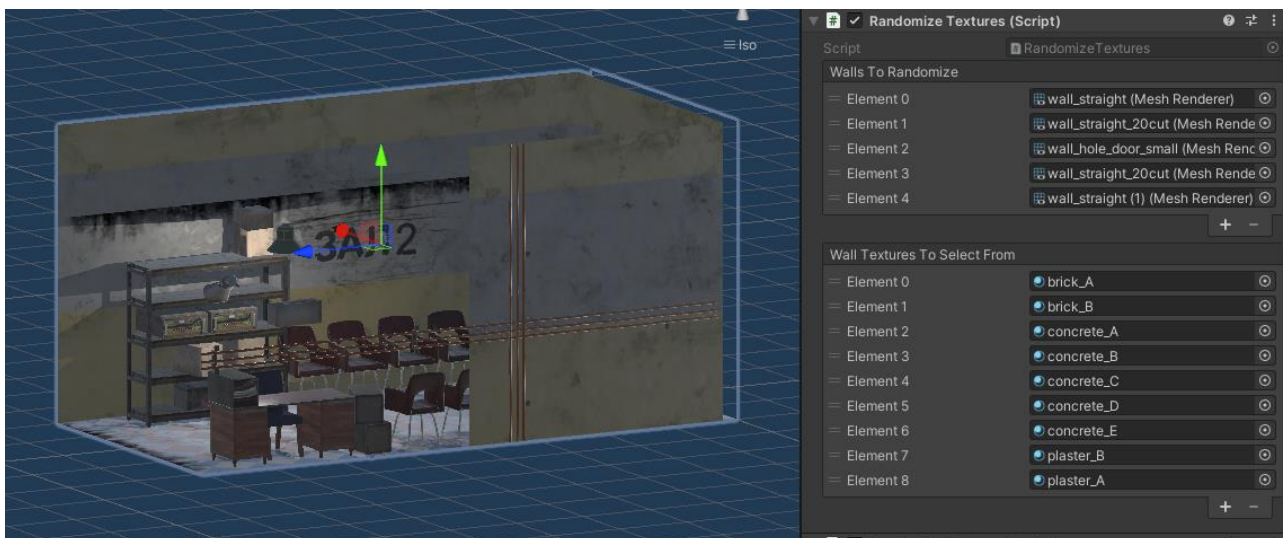 Iso
ЗАЛ2
Randomize Textures (Script)
Script RandomizeTextures
Walls To Randomize
Element 0 wall_straight (Mesh Renderer)
Element 1 wall_straight_20cut (Mesh Rende
Element 2 wall_hole_door_small (Mesh Renc
Element 3 wall_straight_20cut (Mesh Rende
Element 4 wall_straight (1) (Mesh Renderer)
Wall Textures To Select From
Element 0 brick_A
Element 1 brick_B
Element 2 concrete_A
Element 3 concrete_B
Element 4 concrete_C
Element 5 concrete_D
Element 6 concrete_E
Element 7 plaster_B
Element 8 plaster_A